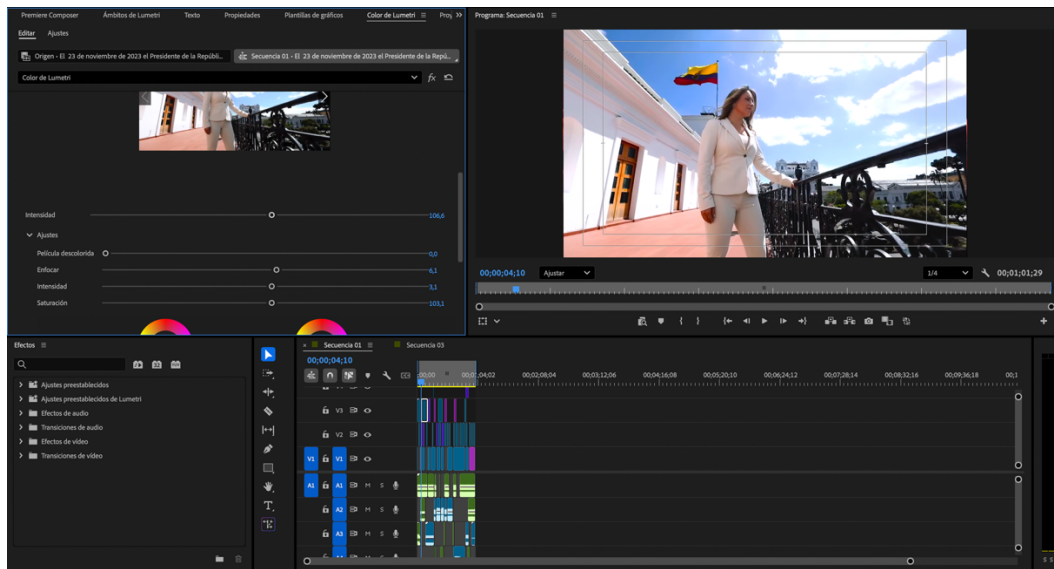 Premiere Composer Ámbitos de Lumetri Texto Propiedades Plantillas de gráficos Color de Lumetri Proy
Editar Ajustes
Origen - El 23 de noviembre de 2023 el Presidente de la Repúbli... Secuencia 01 - El 23 de noviembre de 2023 el Presidente de la Repú...
Color de Lumetri fx
Intensidad 106,6
Ajustes
Película descolorida 0,0
Enfocar 6,1
Intensidad 3,1
Saturación 103,1
Programa: Secuencia 01
00;00;04;10 Ajustar 1/4 00;01;01;29
Efectos
Ajustes preestablecidos
Ajustes preestablecidos de Lumetri
Efectos de audio
Transiciones de audio
Efectos de vídeo
Transiciones de vídeo
Secuencia 01 Secuencia 03
00;00;04;10
;00;00 00;01;04;02 00;02;08;04 00;03;12;06 00;04;16;08 00;05;20;10 00;06;24;12 00;07;28;14 00;08;32;16 00;09;36;18 00;1
V3
V2
V1 V1
A1 A1 M S
A2 M S
A3 M S